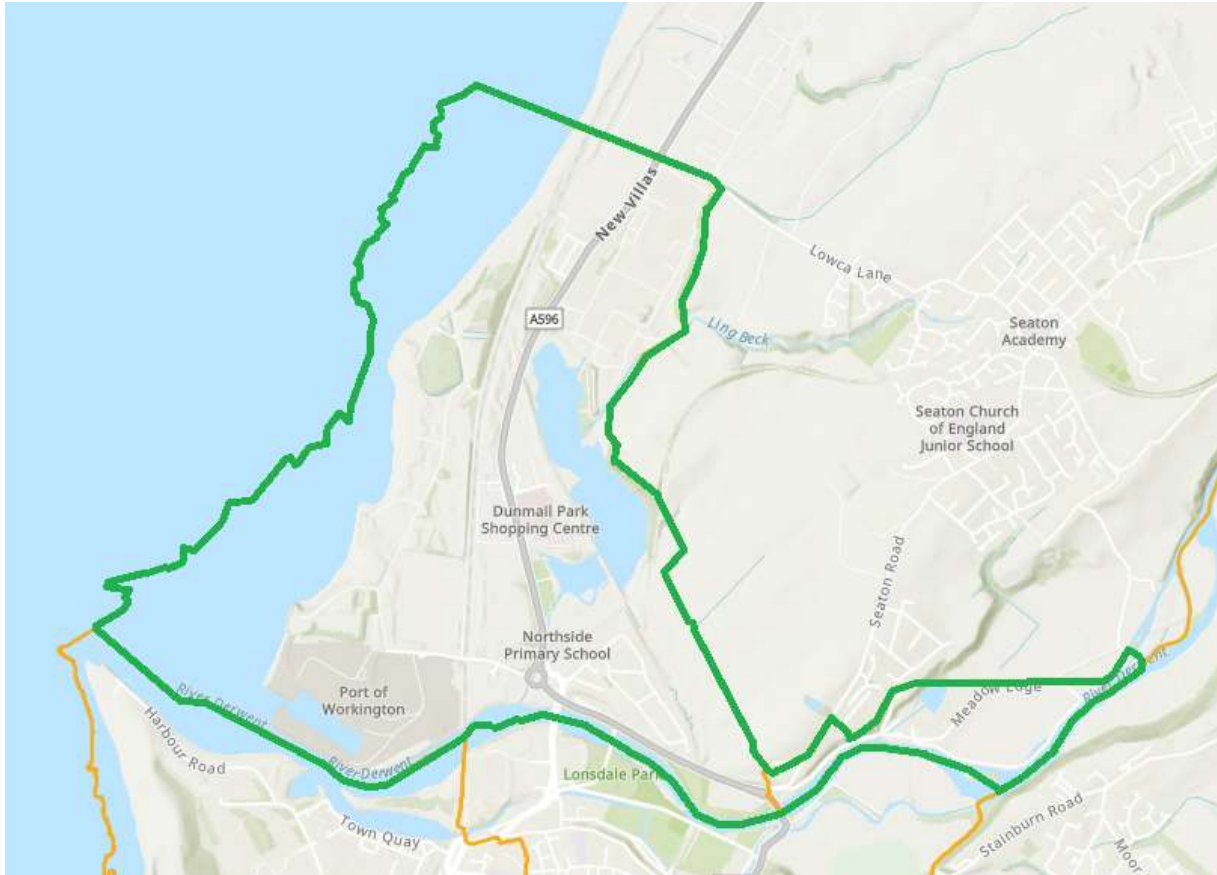 New Villas
Lowca Lane
A596
Ling Beck
Seaton
Academy
Seaton Church
of England
Junior School
Dunmail Park
Shopping Centre
Seaton Road
Northside
Primary School
Port of
Workington
River Derwent
River Derwent
Meadow Loge
River Derwent
Harbour Road
Lonsdale Park
Town Quay
Stainburn Road
Moor